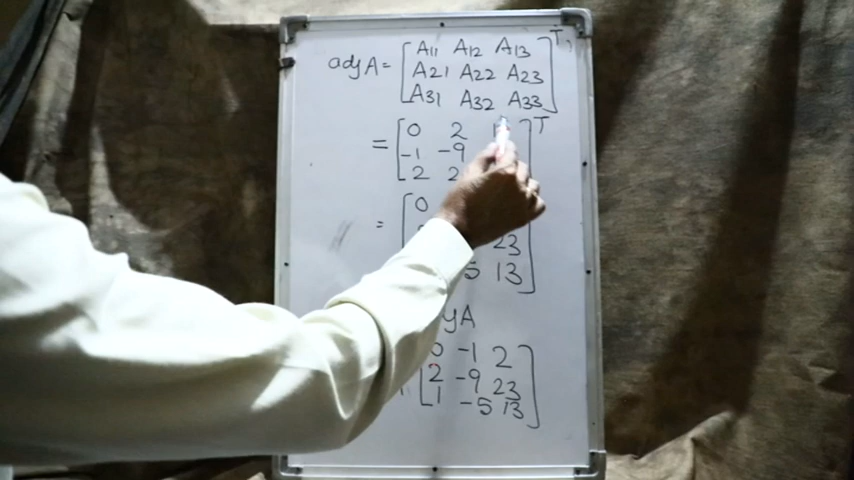 adjA = [A11 A12 A13]T
[A21 A22 A23]
[A31 A32 A33]
= [0 2 ]T
-1 -9
2 2
= [0
23
5 13]
yA
0 -1 2
2 -9 23
1 -5 13